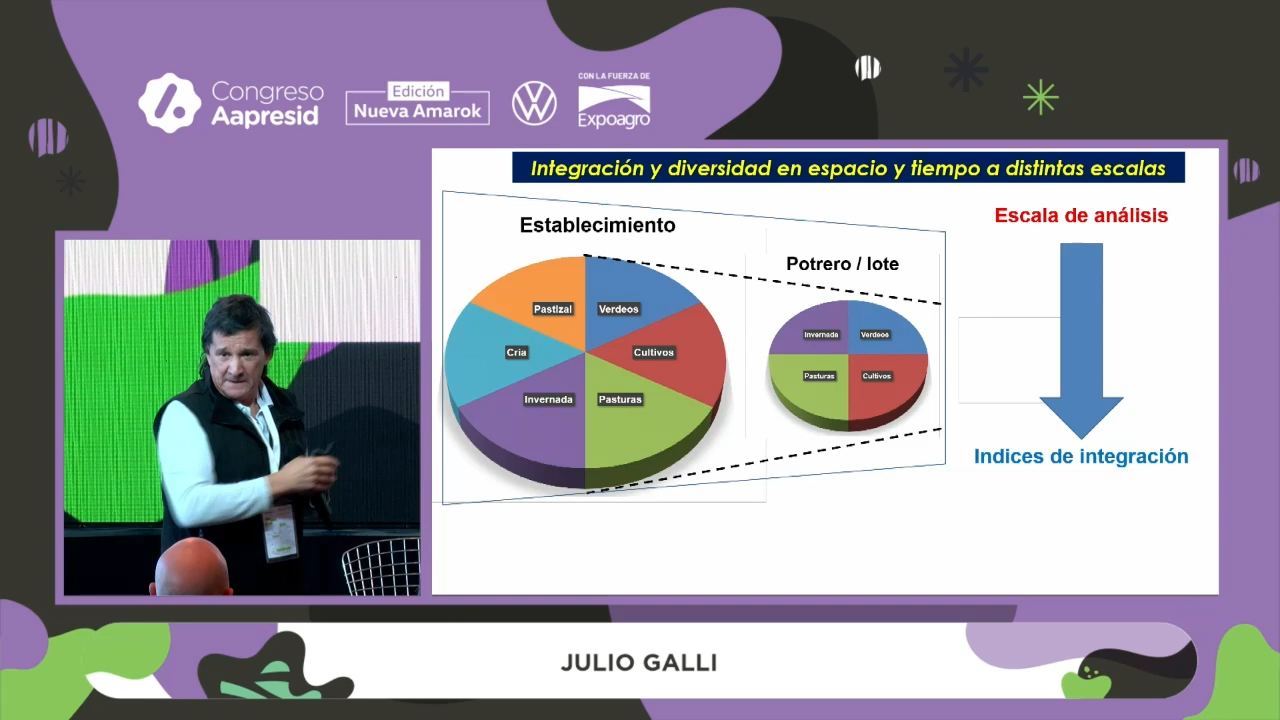 Congreso
Aapresid
Edición
Nueva Amarok
CON LA FUERZA DE
Expoagro
Integración y diversidad en espacio y tiempo a distintas escalas
Establecimiento
Pastizal
Verdeos
Cria
Cultivos
Invernada
Pasturas
Potrero / lote
Invernada
Verdeos
Pasturas
Cultivos
Escala de análisis
Indices de integración
JULIO GALLI